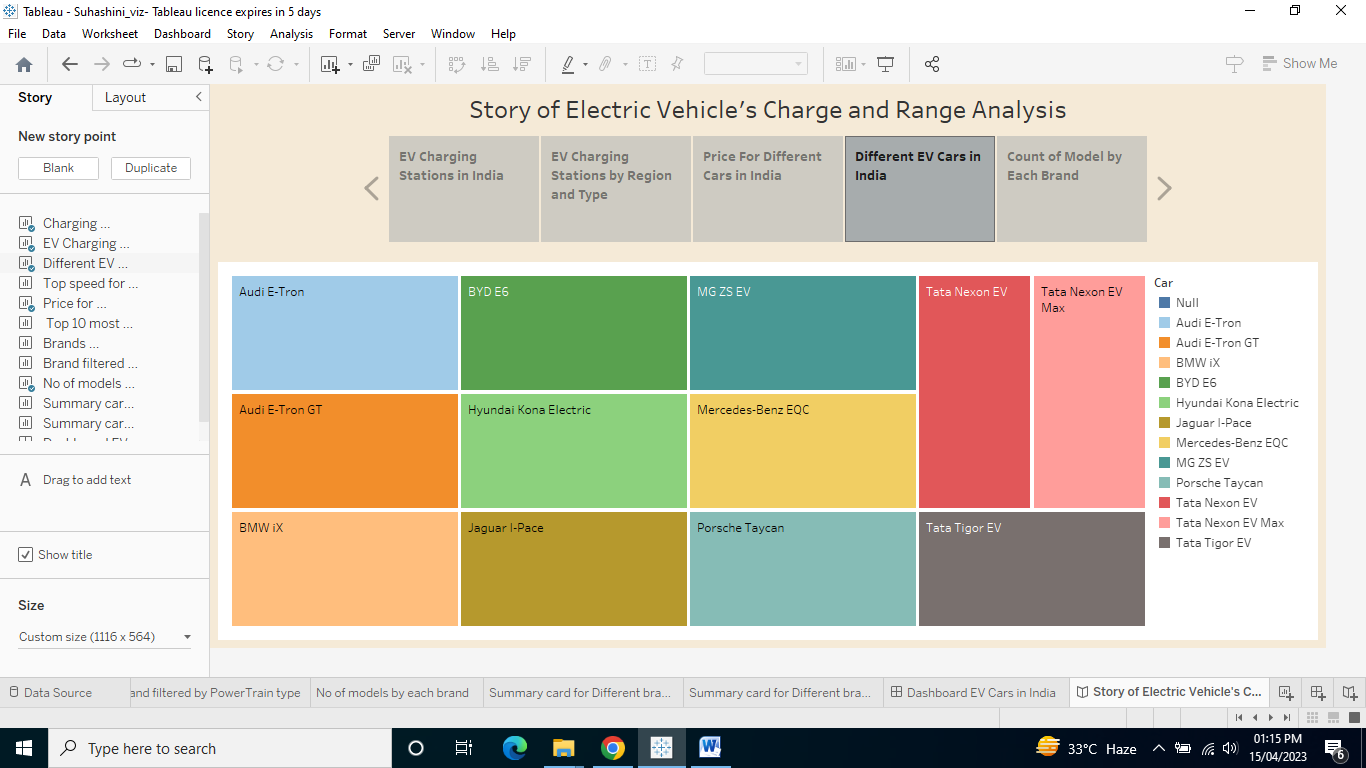 Tableau - Suhashini_viz- Tableau licence expires in 5 days
File Data Worksheet Dashboard Story Analysis Format Server Window Help
Show Me
Story Layout
New story point
Blank Duplicate
Charging ...
EV Charging ...
Different EV ...
Top speed for ...
Price for ...
Top 10 most ...
Brands ...
Brand filtered ...
No of models ...
Summary car...
Summary car...
Drag to add text
Show title
Size
Custom size (1116 x 564)
Story of Electric Vehicle’s Charge and Range Analysis
EV Charging
Stations in India
EV Charging
Stations by Region
and Type
Price For Different
Cars in India
Different EV Cars in
India
Count of Model by
Each Brand
Audi E-Tron
BYD E6
MG ZS EV
Tata Nexon EV
Tata Nexon EV
Max
Audi E-Tron GT
Hyundai Kona Electric
Mercedes-Benz EQC
BMW iX
Jaguar I-Pace
Porsche Taycan
Tata Tigor EV
Car
Null
Audi E-Tron
Audi E-Tron GT
BMW iX
BYD E6
Hyundai Kona Electric
Jaguar I-Pace
Mercedes-Benz EQC
MG ZS EV
Porsche Taycan
Tata Nexon EV
Tata Nexon EV Max
Tata Tigor EV
Data Source and filtered by PowerTrain type No of models by each brand Summary card for Different bra... Summary card for Different bra... Dashboard EV Cars in India Story of Electric Vehicle's C...
Type here to search
33°C Haze
01:15 PM
15/04/2023
6